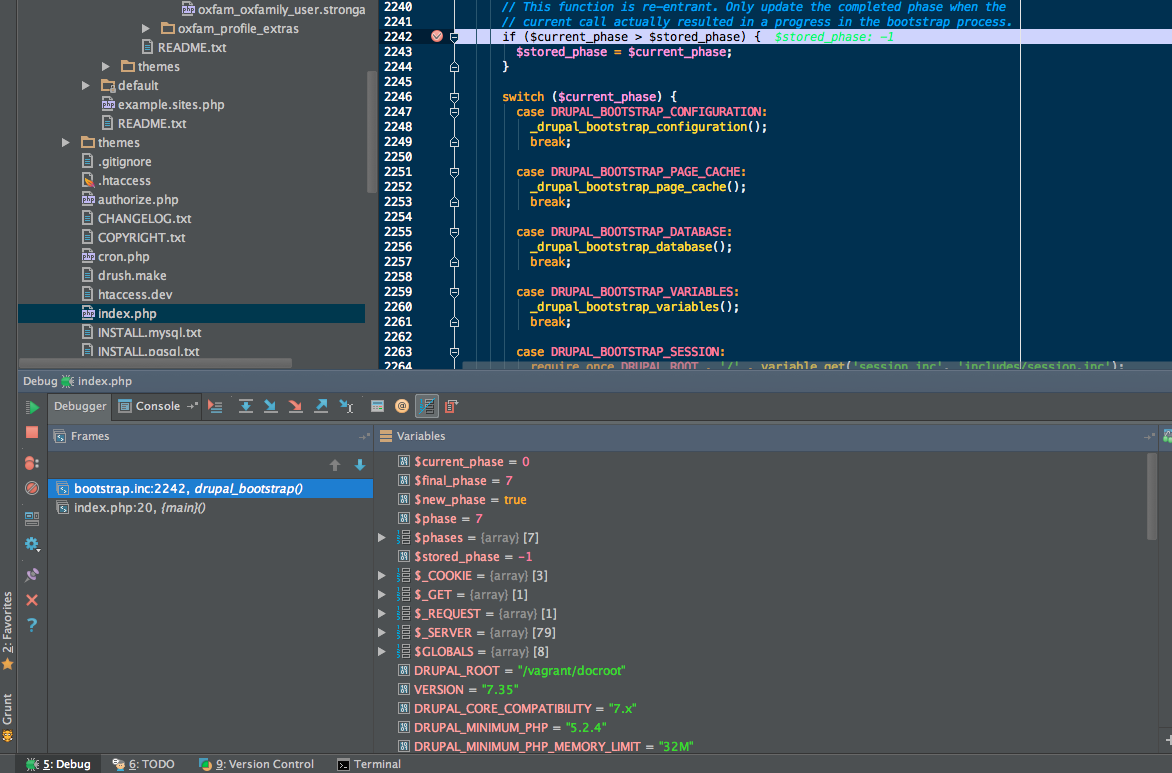 oxfam_oxfamily_user.stronga
oxfam_profile_extras
README.txt
themes
default
example.sites.php
README.txt
themes
.gitignore
.htaccess
authorize.php
CHANGELOG.txt
COPYRIGHT.txt
cron.php
drush.make
htaccess.dev
index.php
INSTALL.mysql.txt
INSTALL.pgsql.txt
2240 // This function is re-entrant. Only update the completed phase when the
2241 // current call actually resulted in a progress in the bootstrap process.
2242 if ($current_phase > $stored_phase) { $stored_phase: -1
2243 $stored_phase = $current_phase;
2244 }
2245
2246 switch ($current_phase) {
2247 case DRUPAL_BOOTSTRAP_CONFIGURATION:
2248 _drupal_bootstrap_configuration();
2249 break;
2250
2251 case DRUPAL_BOOTSTRAP_PAGE_CACHE:
2252 _drupal_bootstrap_page_cache();
2253 break;
2254
2255 case DRUPAL_BOOTSTRAP_DATABASE:
2256 _drupal_bootstrap_database();
2257 break;
2258
2259 case DRUPAL_BOOTSTRAP_VARIABLES:
2260 _drupal_bootstrap_variables();
2261 break;
2262
2263 case DRUPAL_BOOTSTRAP_SESSION:
2264 require_once DRUPAL_ROOT . '/' . variable_get('session_inc', 'includes/session.inc');
Debug index.php
Debugger Console
Frames
bootstrap.inc:2242, drupal_bootstrap()
index.php:20, {main}()
Variables
$current_phase = 0
$final_phase = 7
$new_phase = true
$phase = 7
$phases = {array} [7]
$stored_phase = -1
$_COOKIE = {array} [3]
$_GET = {array} [1]
$_REQUEST = {array} [1]
$_SERVER = {array} [79]
$GLOBALS = {array} [8]
DRUPAL_ROOT = "/vagrant/docroot"
VERSION = "7.35"
DRUPAL_CORE_COMPATIBILITY = "7.x"
DRUPAL_MINIMUM_PHP = "5.2.4"
DRUPAL_MINIMUM_PHP_MEMORY_LIMIT = "32M"
2: Favorites
Grunt
5: Debug 6: TODO 9: Version Control Terminal